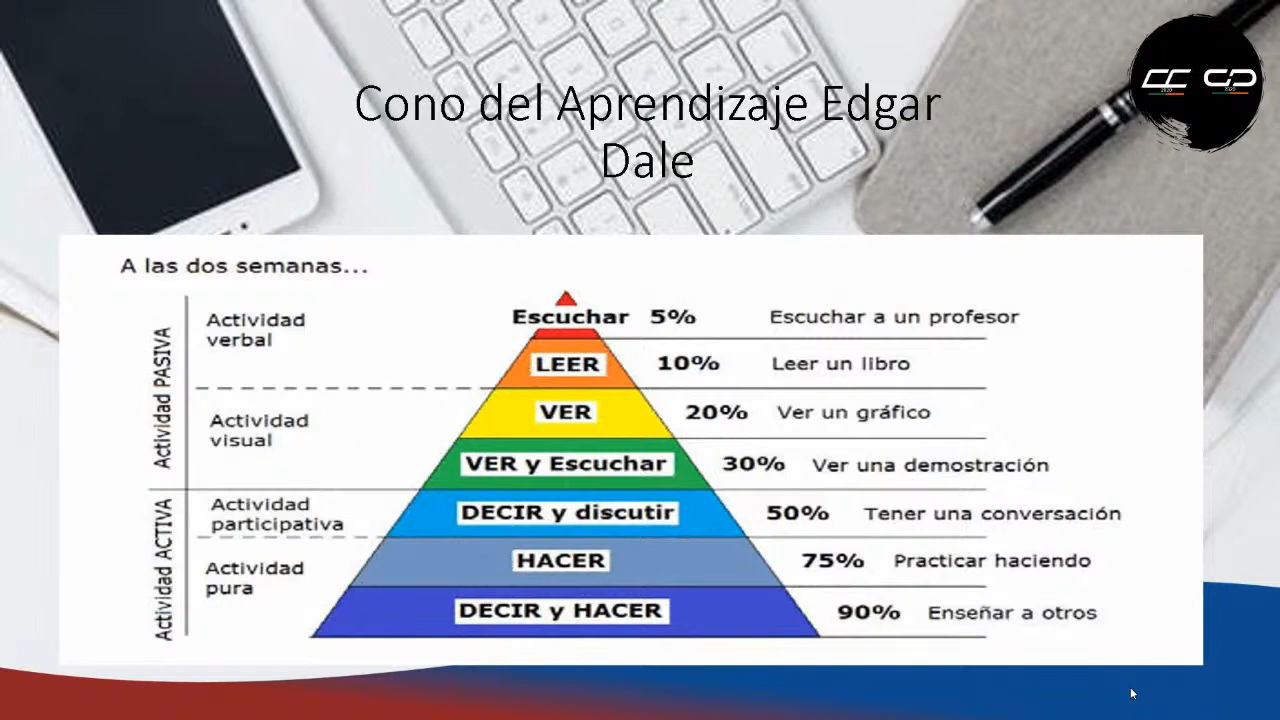 Cono del Aprendizaje Edgar
Dale
CC GP
2020 2020
A las dos semanas...
Actividad PASIVA
Actividad
verbal
Escuchar 5% Escuchar a un profesor
LEER 10% Leer un libro
Actividad
visual
VER 20% Ver un gráfico
VER y Escuchar 30% Ver una demostración
Actividad ACTIVA
Actividad
participativa
DECIR y discutir 50% Tener una conversación
Actividad
pura
HACER 75% Practicar haciendo
DECIR y HACER 90% Enseñar a otros